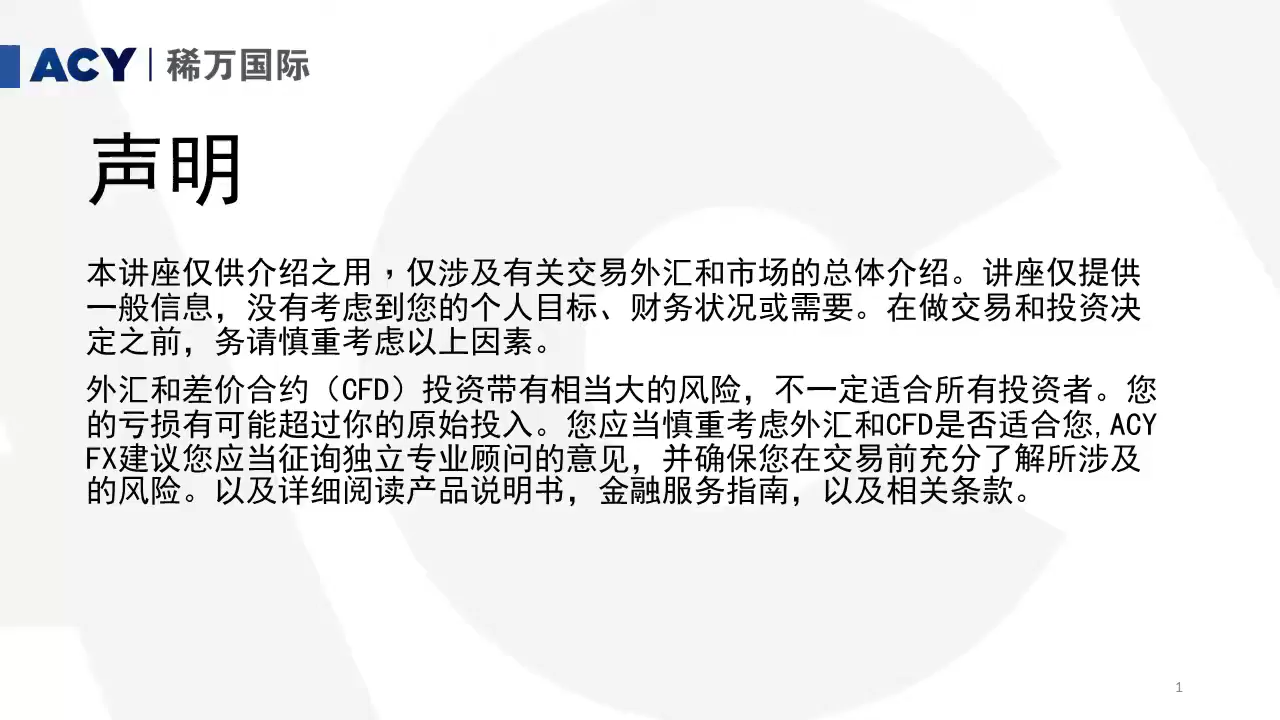 ACY 稀万国际
声明
本讲座仅供介绍之用，仅涉及有关交易外汇和市场的总体介绍。讲座仅提供
一般信息，没有考虑到您的个人目标、财务状况或需要。在做交易和投资决
定之前，务请慎重考虑以上因素。
外汇和差价合约（CFD）投资带有相当大的风险，不一定适合所有投资者。您
的亏损有可能超过你的原始投入。您应当慎重考虑外汇和CFD是否适合您,ACY
FX建议您应当征询独立专业顾问的意见，并确保您在交易前充分了解所涉及
的风险。以及详细阅读产品说明书，金融服务指南，以及相关条款。
1